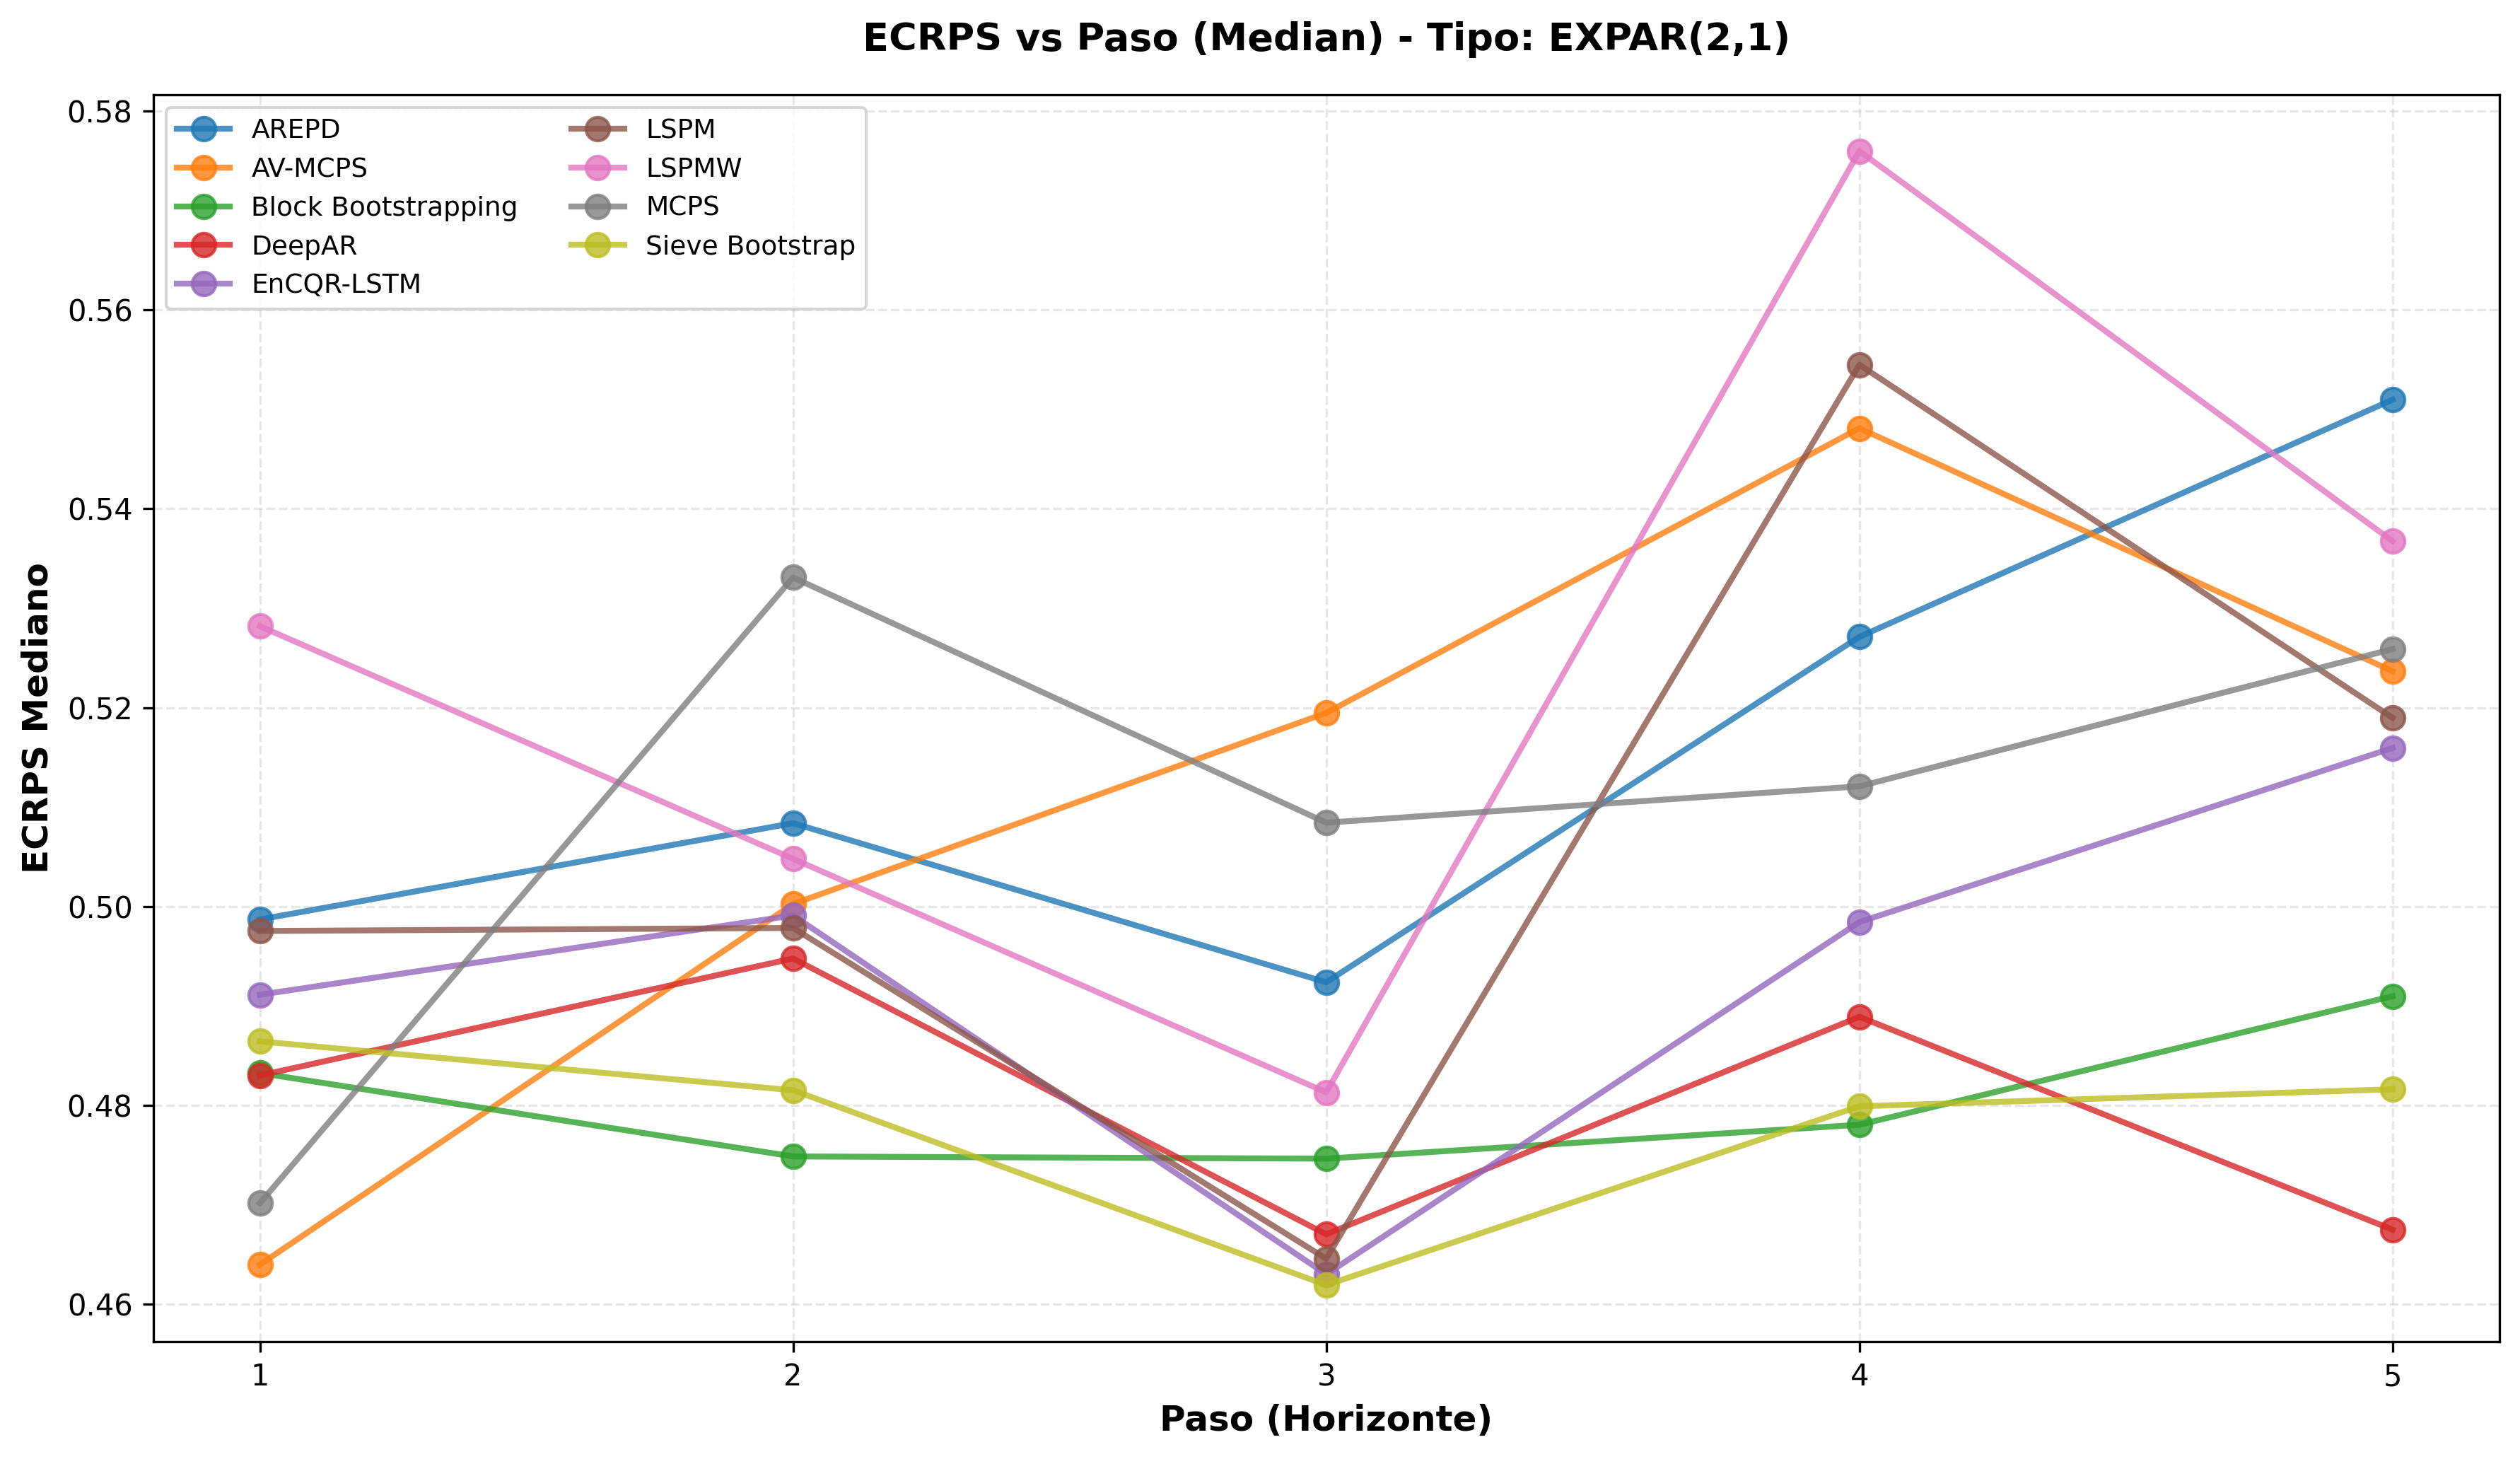 ECRPS vs Paso (Median) - Tipo: EXPAR(2,1)
AREPD
AV-MCPS
Block Bootstrapping
DeepAR
EnCQR-LSTM
LSPM
LSPMW
MCPS
Sieve Bootstrap
ECRPS Mediano
0.58
0.56
0.54
0.52
0.50
0.48
0.46
1 2 3 4 5
Paso (Horizonte)